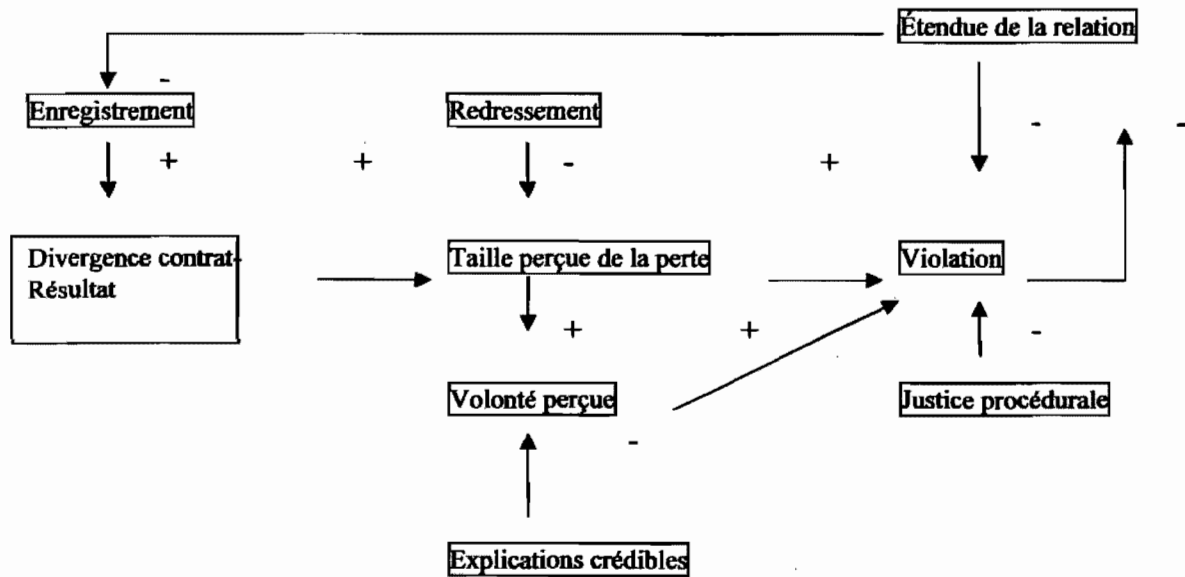 Étendue de la relation
-
Enregistrement
Redressement
- -
+ + - +
Divergence contrat-
Résultat
Taille perçue de la perte
Violation
+ + -
Volonté perçue
Justice procédurale
-
Explications crédibles